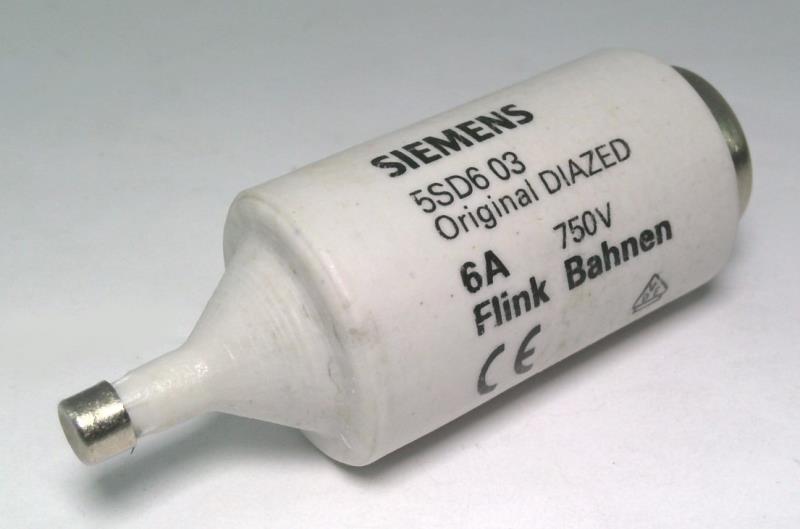 SIEMENS
5SD6 03
Original DIAZED
6A 750V
Flink Bahnen
CE